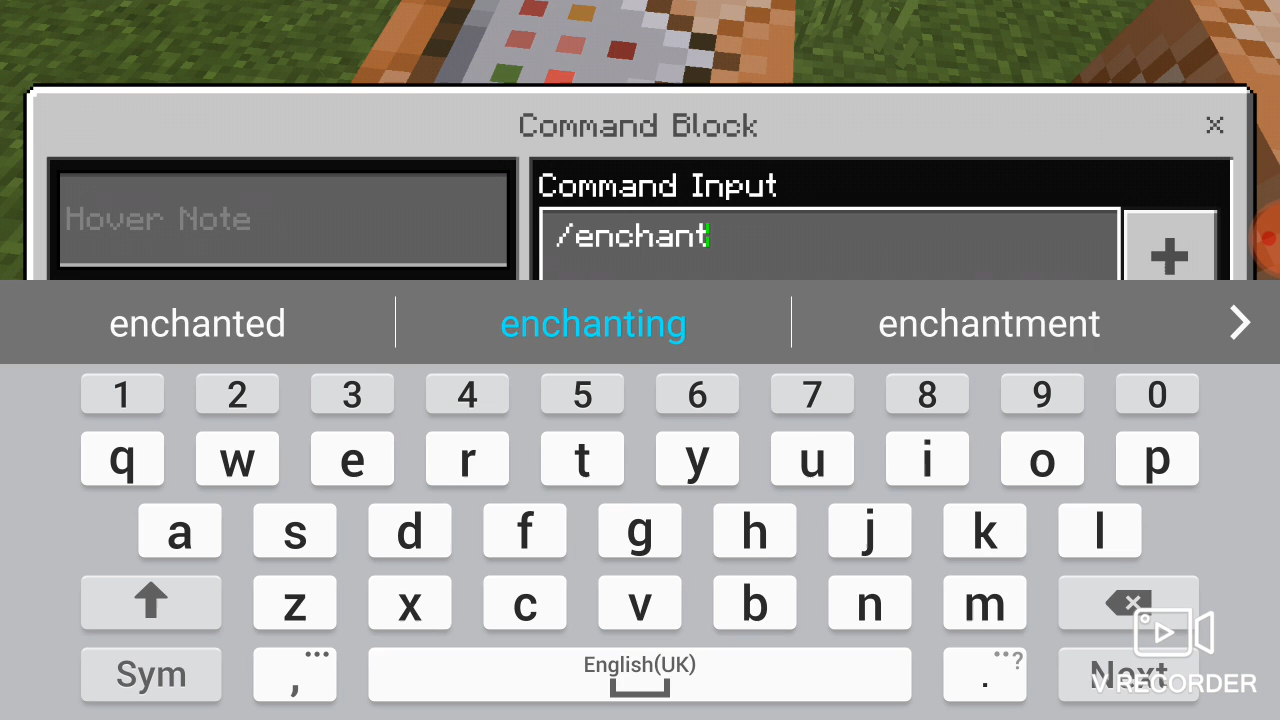 Command Block
×
Hover Note
Command Input
/enchant
+
enchanted enchanting enchantment
1 2 3 4 5 6 7 8 9 0
q w e r t y u i o p
a s d f g h j k l
z x c v b n m
Sym , English(UK) . ? Next
V RECORDER